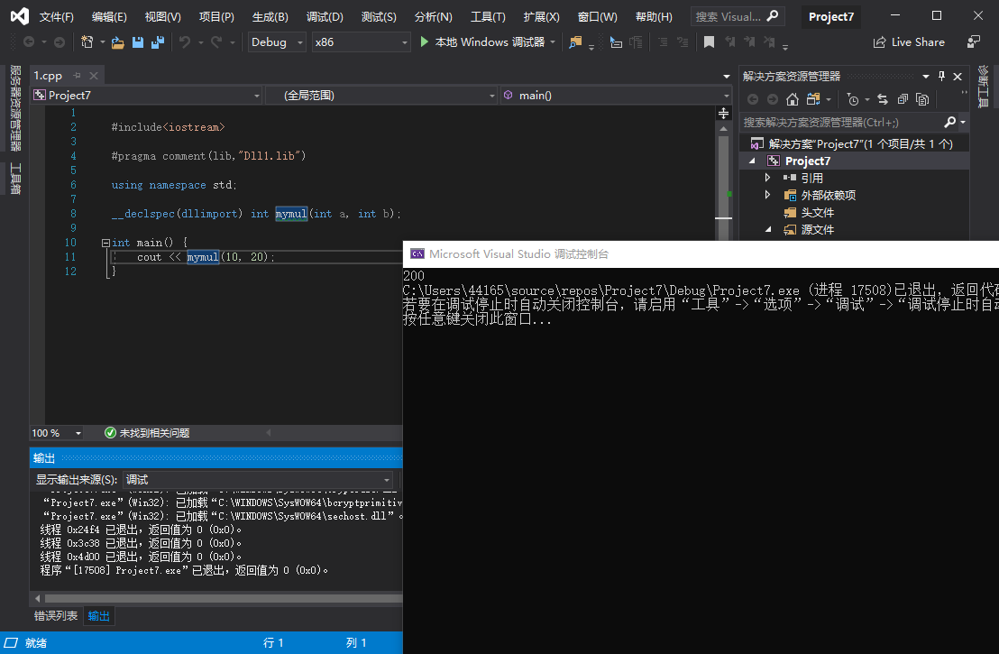 文件(F) 编辑(E) 视图(V) 项目(P) 生成(B) 调试(D) 测试(S) 分析(N) 工具(T) 扩展(X) 窗口(W) 帮助(H) 搜索 Visual... Project7
Debug x86 本地 Windows 调试器 Live Share
服务器资源管理器
工具箱
1.cpp
Project7 (全局范围) main()
1
2 #include<iostream>
3
4 #pragma comment(lib,"Dll1.lib")
5
6 using namespace std;
7
8 __declspec(dllimport) int mymul(int a, int b);
9
10 int main() {
11 cout << mymul(10, 20);
12 }
解决方案资源管理器
搜索解决方案资源管理器(Ctrl+;)
解决方案"Project7"(1 个项目/共 1 个)
Project7
引用
外部依赖项
头文件
源文件
诊断工具
Microsoft Visual Studio 调试控制台
200
C:\Users\44165\source\repos\Project7\Debug\Project7.exe (进程 17508)已退出，返回代
若要在调试停止时自动关闭控制台，请启用“工具”->“选项”->“调试”->“调试停止时自
按任意键关闭此窗口...
100 % 未找到相关问题
输出
显示输出来源(S): 调试
“Project7.exe”(Win32): 已加载“C:\WINDOWS\SysWOW64\bcryptprimitiv
“Project7.exe”(Win32): 已加载“C:\WINDOWS\SysWOW64\sechost.dll”。
线程 0x24f4 已退出，返回值为 0 (0x0)。
线程 0x3c38 已退出，返回值为 0 (0x0)。
线程 0x4d00 已退出，返回值为 0 (0x0)。
程序“[17508] Project7.exe”已退出，返回值为 0 (0x0)。
错误列表 输出
就绪 行 1 列 1